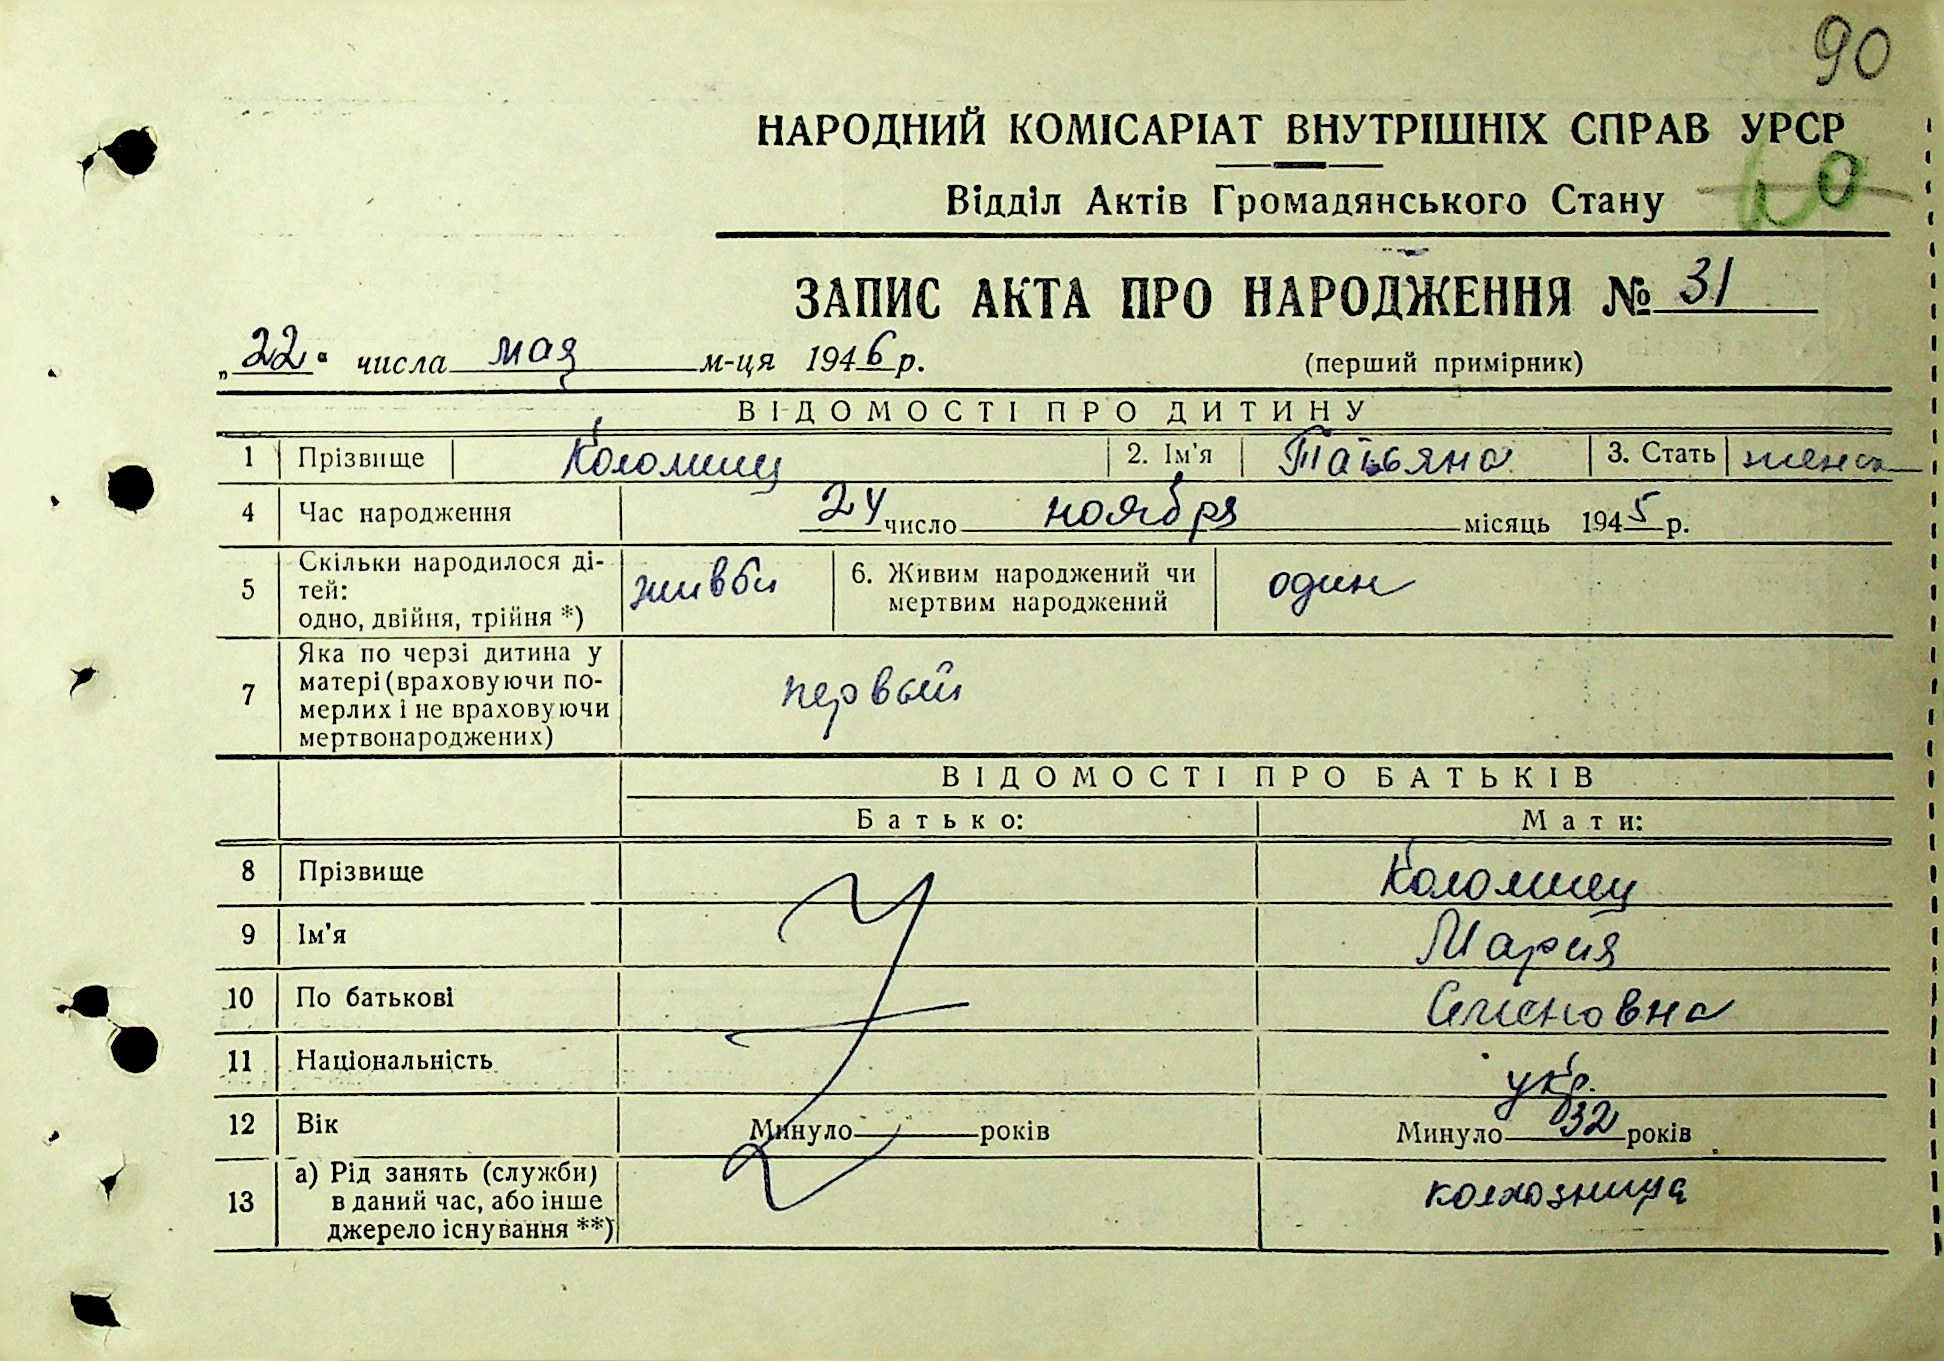 90
НАРОДНИЙ КОМІСАРІАТ ВНУТРІШНІХ СПРАВ УРСР
Відділ Актів Громадянського Стану
ЗАПИС АКТА ПРО НАРОДЖЕННЯ № 31
„22“ числа мая м-ця 1946 р. (перший примірник)
ВІДОМОСТІ ПРО ДИТИНУ
1 Прізвище Коломиец 2. Ім'я Татьяна 3. Стать женск
4 Час народження 24 число ноября місяць 1945 р.
5 Скільки народилося ді-
тей:
одно, двійня, трійня *) живби 6. Живим народжений чи
мертвим народжений один
7 Яка по черзі дитина у
матері (враховуючи по-
мерлих і не враховуючи
мертвонароджених) первый
ВІДОМОСТІ ПРО БАТЬКІВ
Батько: Мати:
8 Прізвище Коломиец
9 Ім'я Мария
10 По батькові Семеновна
11 Національність укр.
12 Вік Минуло років Минуло 32 років
13 а) Рід занять (служби)
в даний час, або інше
джерело існування **) колхозница